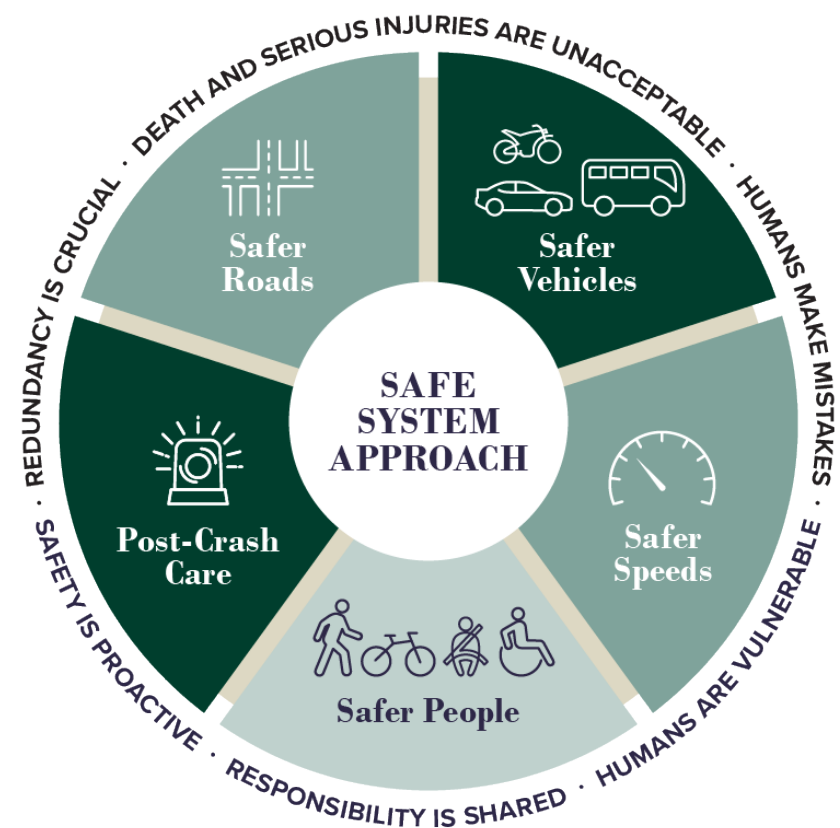 DEATH AND SERIOUS INJURIES ARE UNACCEPTABLE ·
HUMANS MAKE MISTAKES ·
HUMANS ARE VULNERABLE ·
RESPONSIBILITY IS SHARED ·
SAFETY IS PROACTIVE ·
REDUNDANCY IS CRUCIAL ·
Safer
Roads
Safer
Vehicles
SAFE
SYSTEM
APPROACH
Post-Crash
Care
Safer
Speeds
Safer People